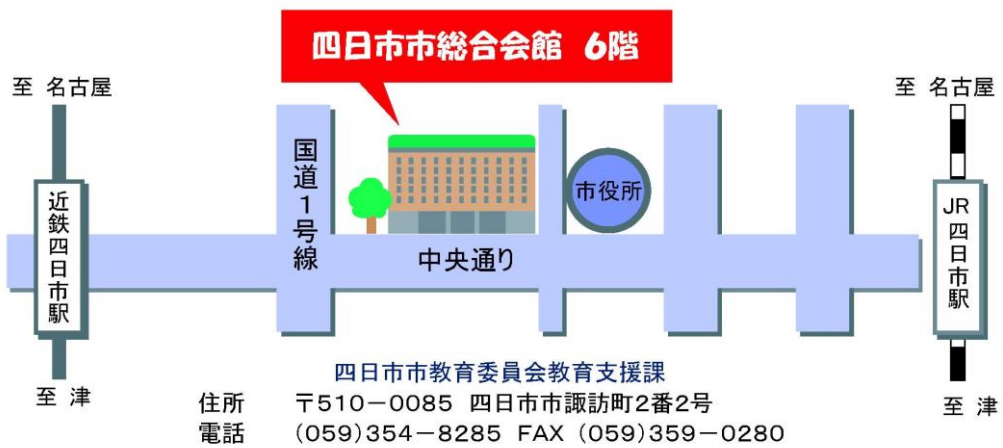 四日市市総合会館 6階
至 名古屋
至 名古屋
国道1号線
市役所
近鉄四日市駅
JR四日市駅
中央通り
至 津
至 津
四日市市教育委員会教育支援課
住所 〒510-0085 四日市市諏訪町2番2号
電話 (059)354-8285 FAX (059)359-0280